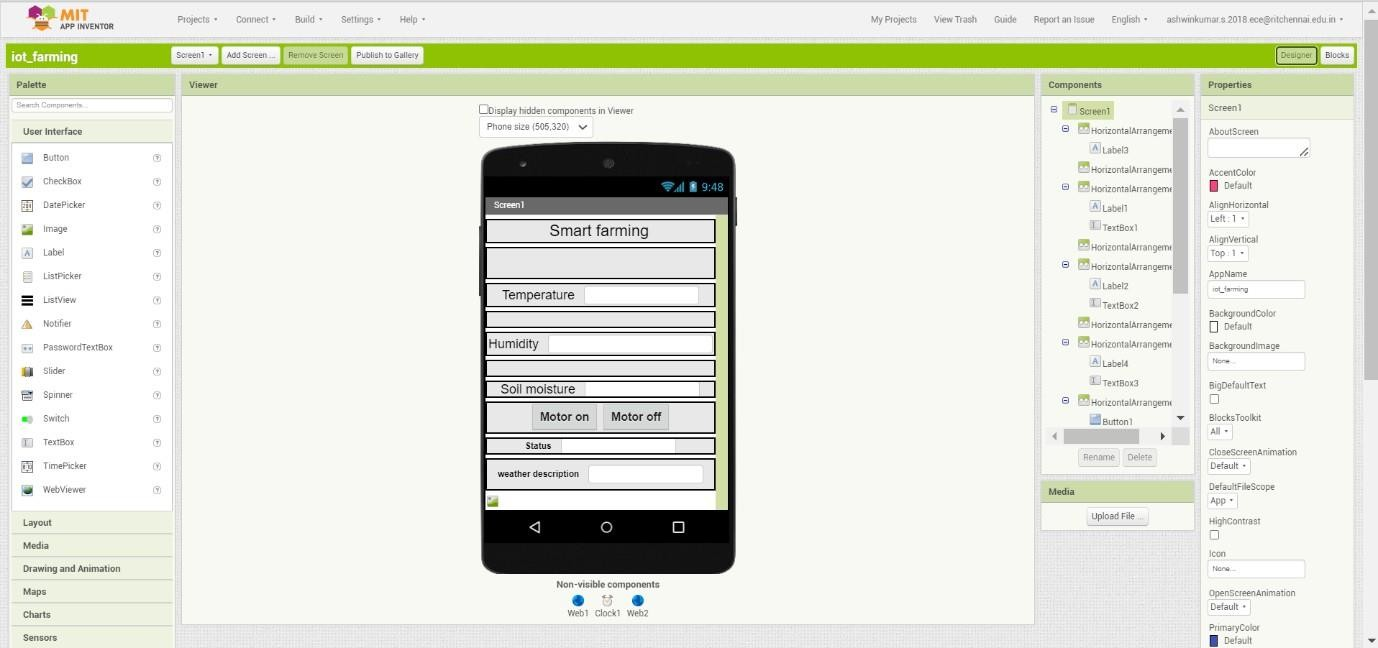 MIT
APP INVENTOR
Projects Connect Build Settings Help My Projects View Trash Guide Report an Issue English ashwinkumar.s.2018.ece@ritchennai.edu.in
iot_farming Screen1 Add Screen ... Remove Screen Publish to Gallery Designer Blocks
Palette
Search Components...
User Interface
Button
CheckBox
DatePicker
Image
Label
ListPicker
ListView
Notifier
PasswordTextBox
Slider
Spinner
Switch
TextBox
TimePicker
WebViewer
Layout
Media
Drawing and Animation
Maps
Charts
Sensors
Viewer
Display hidden components in Viewer
Phone size (505,320)
9:48
Screen1
Smart farming
Temperature
Humidity
Soil moisture
Motor on Motor off
Status
weather description
Non-visible components
Web1 Clock1 Web2
Components
Screen1
HorizontalArrangeme
Label3
HorizontalArrangeme
HorizontalArrangeme
Label1
TextBox1
HorizontalArrangeme
HorizontalArrangeme
Label2
TextBox2
HorizontalArrangeme
HorizontalArrangeme
Label4
TextBox3
HorizontalArrangeme
Button1
Rename Delete
Media
Upload File ...
Properties
Screen1
AboutScreen
AccentColor
Default
AlignHorizontal
Left : 1
AlignVertical
Top : 1
AppName
iot_farming
BackgroundColor
Default
BackgroundImage
None...
BigDefaultText
BlocksToolkit
All
CloseScreenAnimation
Default
DefaultFileScope
App
HighContrast
Icon
None...
OpenScreenAnimation
Default
PrimaryColor
Default